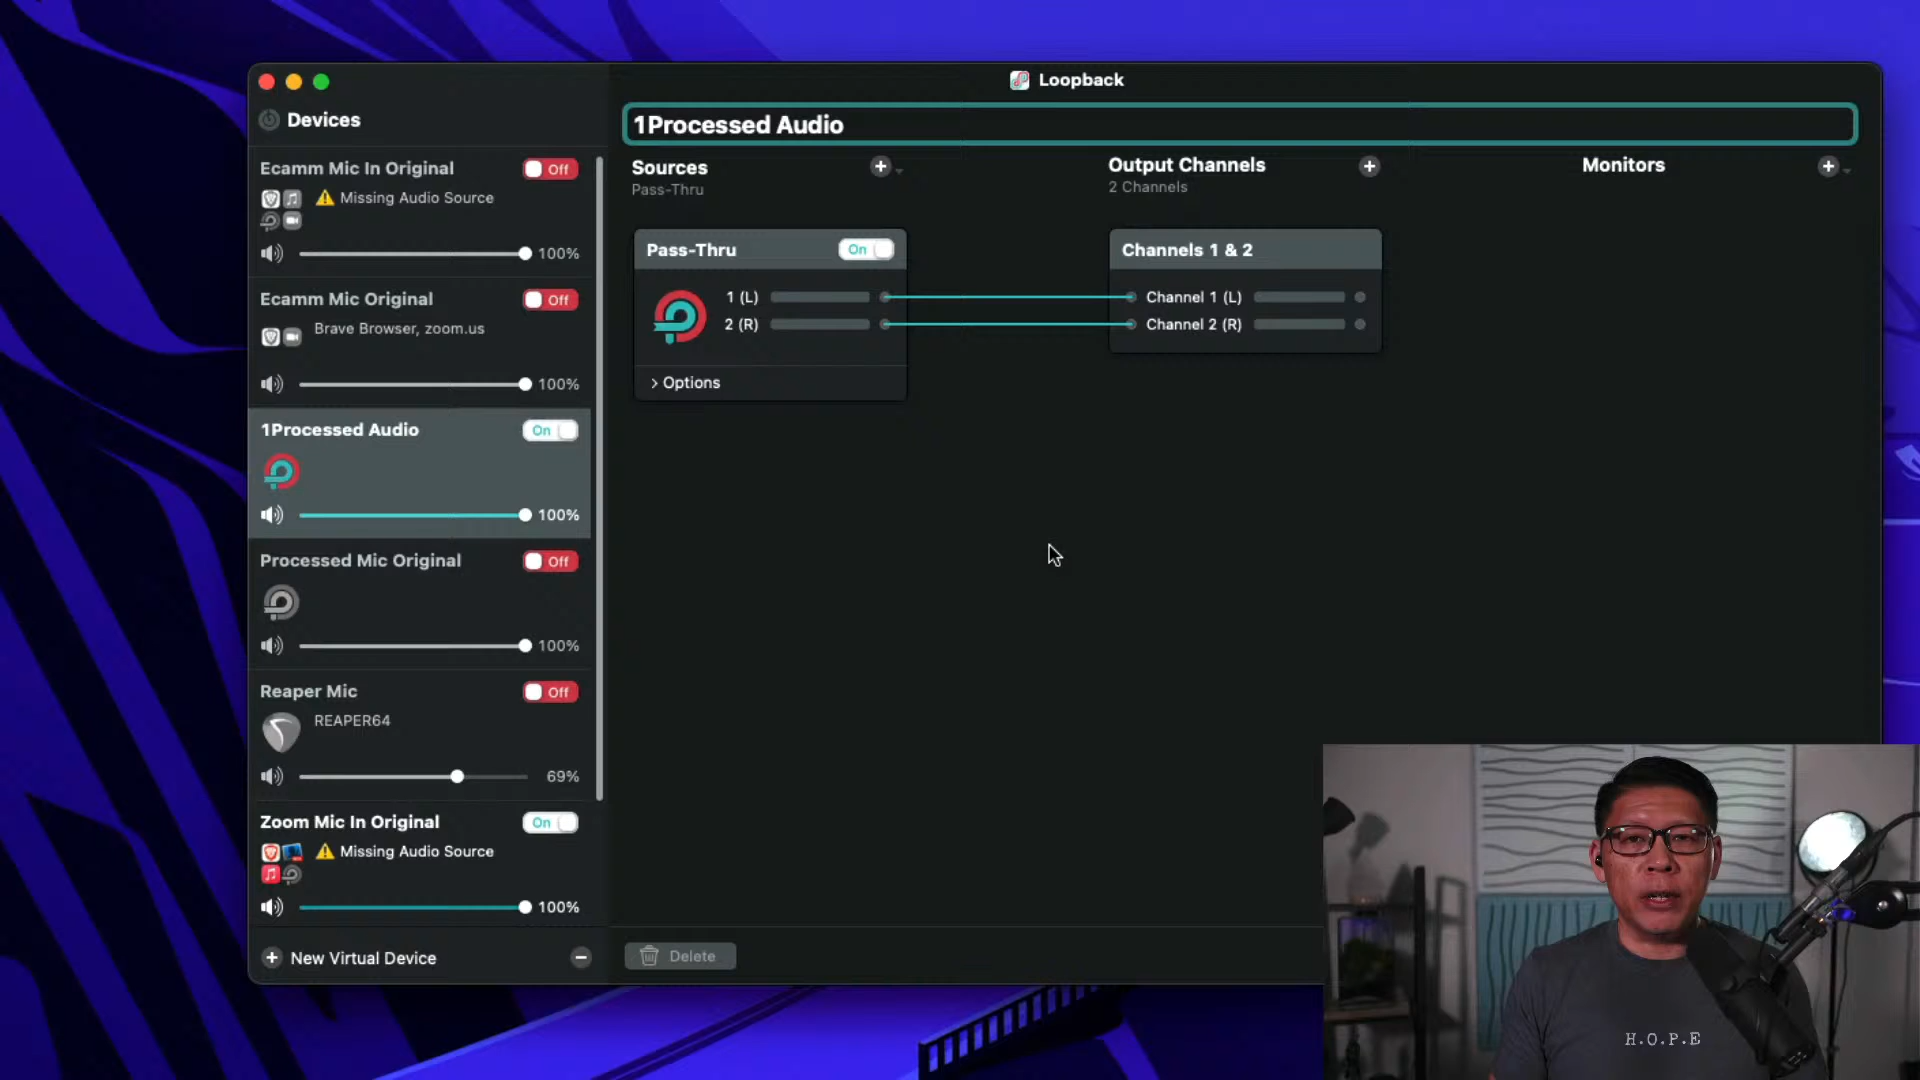 Loopback
Devices
1Processed Audio
Sources
Pass-Thru
Output Channels
2 Channels
Monitors
Ecamm Mic In Original
Off
Missing Audio Source
100%
Ecamm Mic Original
Off
Brave Browser, zoom.us
100%
1Processed Audio
On
100%
Processed Mic Original
Off
100%
Reaper Mic
Off
REAPER64
69%
Zoom Mic In Original
On
Missing Audio Source
100%
New Virtual Device
Pass-Thru
On
1 (L)
2 (R)
Options
Channels 1 & 2
Channel 1 (L)
Channel 2 (R)
Delete
H.O.P.E